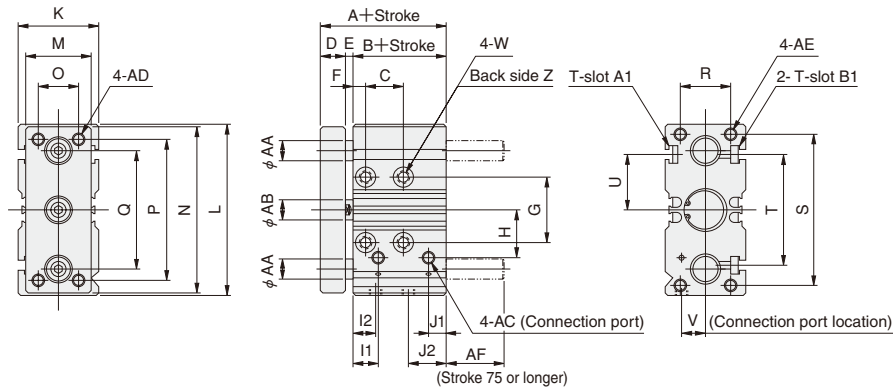 K
M
O
4-AD
Q
P
N
L
A+Stroke
D
E
B+Stroke
F
C
4-W
Back side Z
φAA
φAB
φAA
G
H
I2
I1
J1
J2
AF
4-AC (Connection port)
(Stroke 75 or longer)
T-slot A1
R
4-AE
2- T-slot B1
U
T
S
V
(Connection port location)